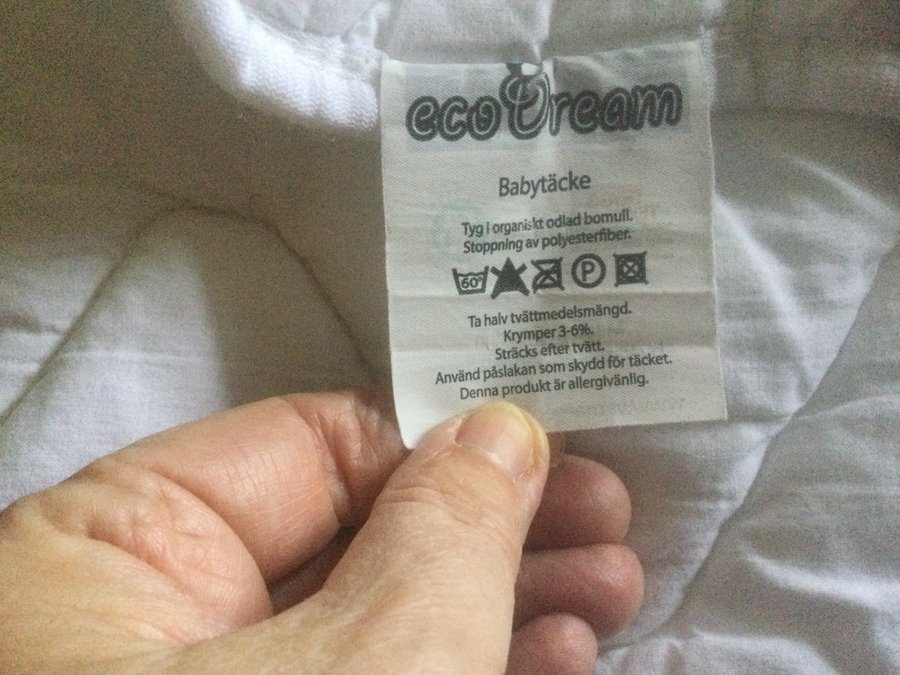 ecoDream
Babytäcke
Tyg i organiskt odlad bomull.
Stoppning av polyesterfiber.
60° P
Ta halv tvättmedelsmängd.
Krymper 3-6%.
Sträcks efter tvätt.
Använd påslakan som skydd för täcket.
Denna produkt är allergivänlig.